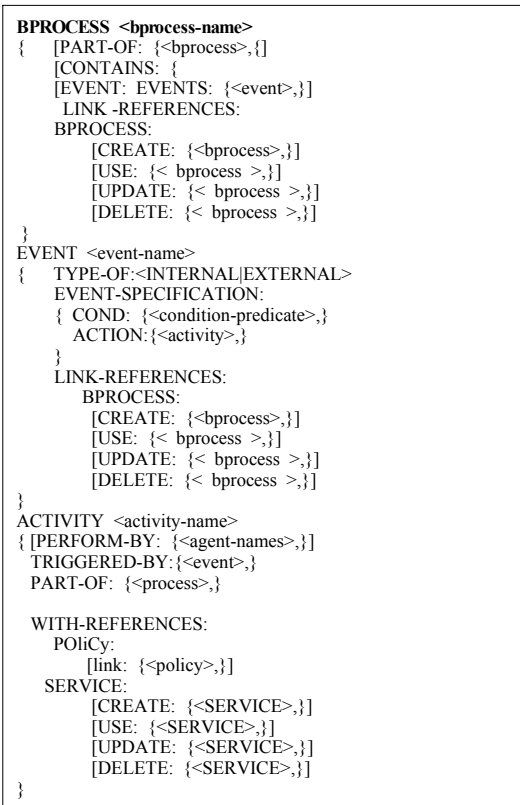 BPROCESS <bprocess-name>
{ [PART-OF: {<bprocess>,{]
[CONTAINS: {
[EVENT: EVENTS: {<event>,}]
LINK -REFERENCES:
BPROCESS:
[CREATE: {<bprocess>,}]
[USE: {< bprocess >,}]
[UPDATE: {< bprocess >,}]
[DELETE: {< bprocess >,}]
}
EVENT <event-name>
{ TYPE-OF:<INTERNAL|EXTERNAL>
EVENT-SPECIFICATION:
{ COND: {<condition-predicate>,}
ACTION:{<activity>,}
}
LINK-REFERENCES:
BPROCESS:
[CREATE: {<bprocess>,}]
[USE: {< bprocess >,}]
[UPDATE: {< bprocess >,}]
[DELETE: {< bprocess >,}]
}
ACTIVITY <activity-name>
{ [PERFORM-BY: {<agent-names>,}]
TRIGGERED-BY:{<event>,}
PART-OF: {<process>,}
WITH-REFERENCES:
POliCy:
[link: {<policy>,}]
SERVICE:
[CREATE: {<SERVICE>,}]
[USE: {<SERVICE>,}]
[UPDATE: {<SERVICE>,}]
[DELETE: {<SERVICE>,}]
}